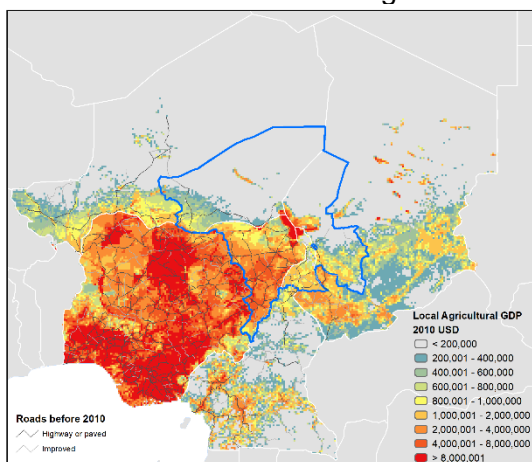 Local Agricultural GDP
2010 USD
< 200,000
200,001 - 400,000
400,001 - 600,000
600,001 - 800,000
800,001 - 1,000,000
1,000,001 - 2,000,000
2,000,001 - 4,000,000
4,000,001 - 8,000,000
> 8,000,001
Roads before 2010
Highway or paved
Improved